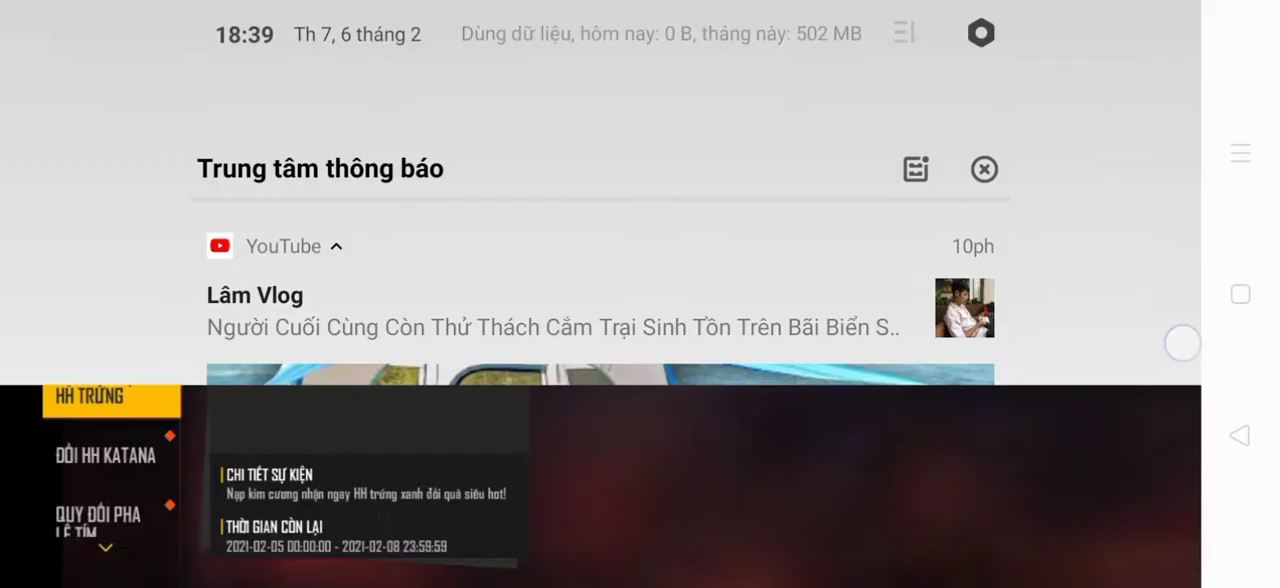 18:39 Th 7, 6 tháng 2 Dùng dữ liệu, hôm nay: 0 B, tháng này: 502 MB
Trung tâm thông báo
YouTube 10ph
Lâm Vlog
Người Cuối Cùng Còn Thử Thách Cắm Trại Sinh Tồn Trên Bãi Biển S..
HH TRỨNG
ĐỔI HH KATANA
QUY ĐỔI PHA
LÊ TÍM
CHI TIẾT SỰ KIỆN
Nạp kim cương nhận ngay HH trứng xanh đổi quà siêu hot!
THỜI GIAN CÒN LẠI
2021-02-05 00:00:00 - 2021-02-08 23:59:59